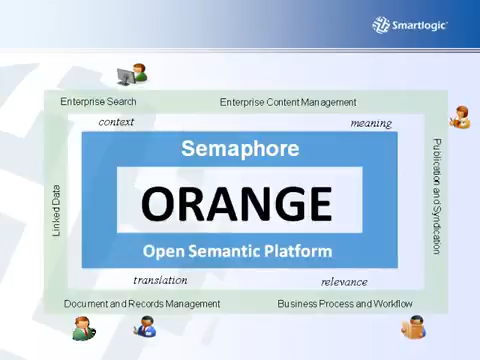 Smartlogic
Enterprise Search
Enterprise Content Management
context
meaning
Semaphore
Linked Data
ORANGE
Publication and Syndication
Open Semantic Platform
translation
relevance
Document and Records Management
Business Process and Workflow